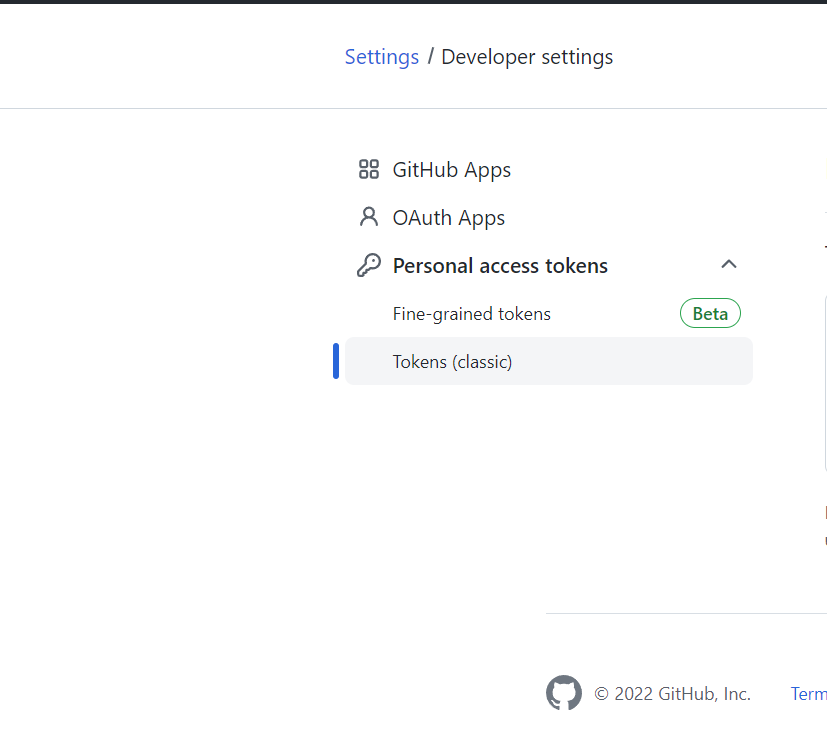 Settings / Developer settings
GitHub Apps
OAuth Apps
Personal access tokens
Fine-grained tokens Beta
Tokens (classic)
© 2022 GitHub, Inc.